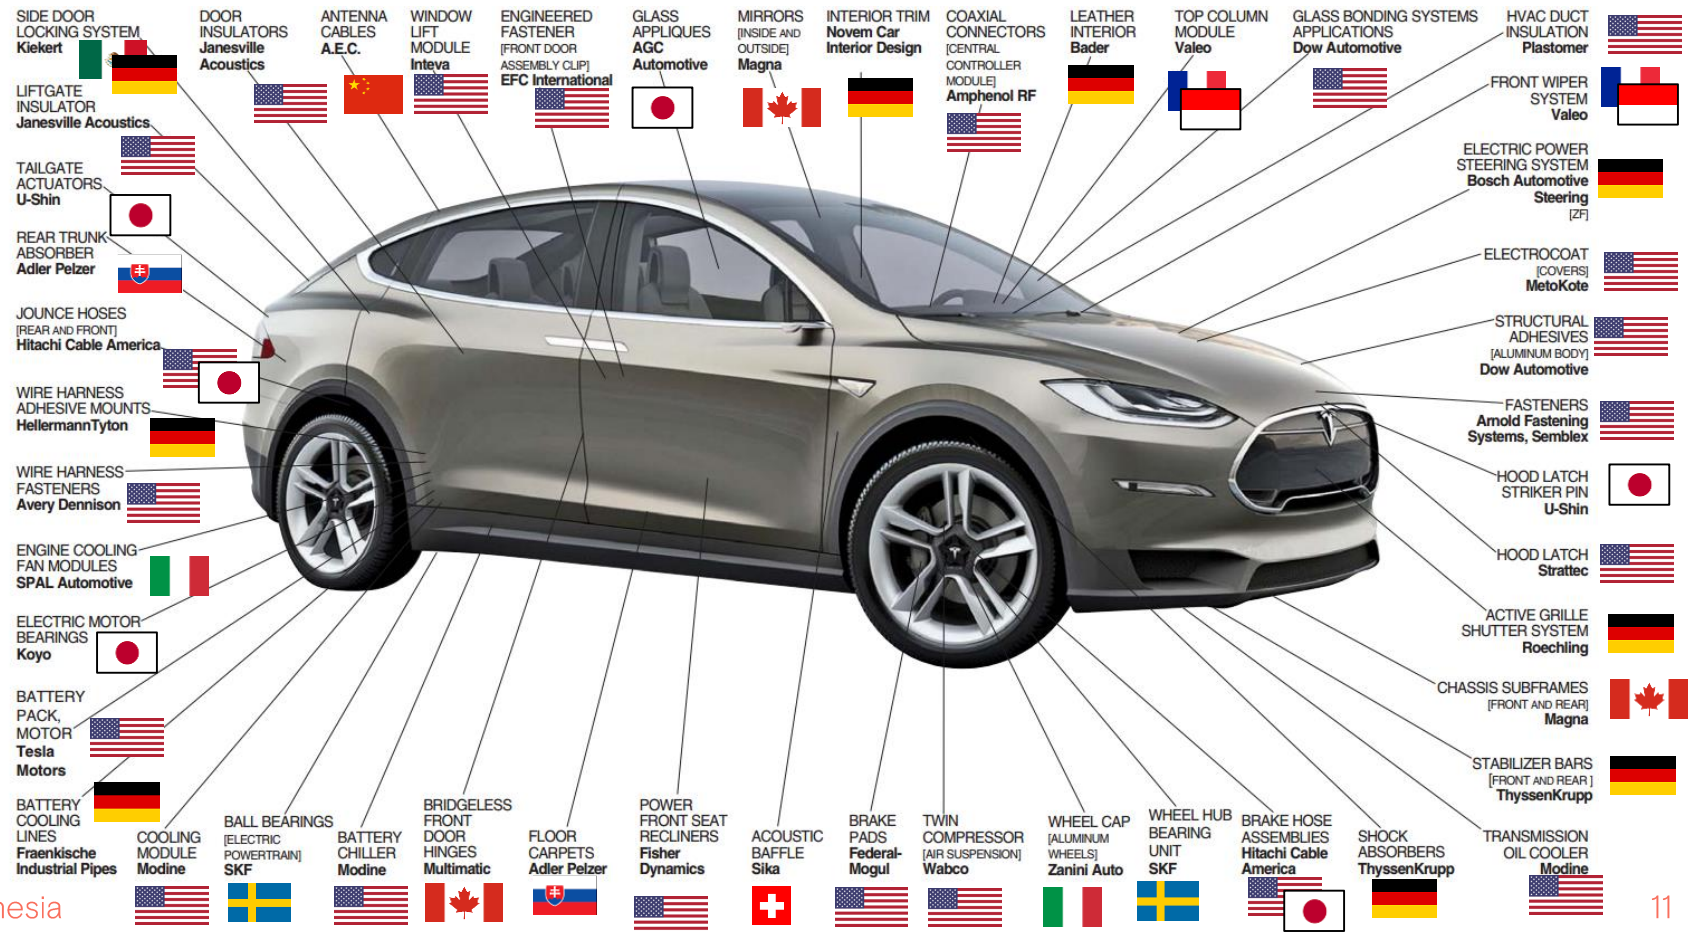 SIDE DOOR
LOCKING SYSTEM
Kiekert
DOOR
INSULATORS
Janesville
Acoustics
ANTENNA
CABLES
A.E.C.
WINDOW
LIFT
MODULE
Inteva
ENGINEERED
FASTENER
[FRONT DOOR
ASSEMBLY CLIP]
EFC International
GLASS
APPLIQUES
AGC
Automotive
MIRRORS
[INSIDE AND
OUTSIDE]
Magna
INTERIOR TRIM
Novem Car
Interior Design
COAXIAL
CONNECTORS
[CENTRAL
CONTROLLER
MODULE]
Amphenol RF
LEATHER
INTERIOR
Bader
TOP COLUMN
MODULE
Valeo
GLASS BONDING SYSTEMS
APPLICATIONS
Dow Automotive
HVAC DUCT
INSULATION
Plastomer
FRONT WIPER
SYSTEM
Valeo
ELECTRIC POWER
STEERING SYSTEM
Bosch Automotive
Steering
[ZF]
ELECTROCOAT
[COVERS]
MetoKote
STRUCTURAL
ADHESIVES
[ALUMINUM BODY]
Dow Automotive
FASTENERS
Arnold Fastening
Systems, Semblex
HOOD LATCH
STRIKER PIN
U-Shin
HOOD LATCH
Strattec
ACTIVE GRILLE
SHUTTER SYSTEM
Roechling
CHASSIS SUBFRAMES
[FRONT AND REAR]
Magna
STABILIZER BARS
[FRONT AND REAR ]
ThyssenKrupp
TRANSMISSION
OIL COOLER
Modine
LIFTGATE
INSULATOR
Janesville Acoustics
TAILGATE
ACTUATORS
U-Shin
REAR TRUNK
ABSORBER
Adler Pelzer
JOUNCE HOSES
[REAR AND FRONT]
Hitachi Cable America
WIRE HARNESS
ADHESIVE MOUNTS
HellermannTyton
WIRE HARNESS
FASTENERS
Avery Dennison
ENGINE COOLING
FAN MODULES
SPAL Automotive
ELECTRIC MOTOR
BEARINGS
Koyo
BATTERY
PACK,
MOTOR
Tesla
Motors
BATTERY
COOLING
LINES
Fraenkische
Industrial Pipes
COOLING
MODULE
Modine
BALL BEARINGS
[ELECTRIC
POWERTRAIN]
SKF
BATTERY
CHILLER
Modine
BRIDGELESS
FRONT
DOOR
HINGES
Multimatic
FLOOR
CARPETS
Adler Pelzer
POWER
FRONT SEAT
RECLINERS
Fisher
Dynamics
ACOUSTIC
BAFFLE
Sika
BRAKE
PADS
Federal-
Mogul
TWIN
COMPRESSOR
[AIR SUSPENSION]
Wabco
WHEEL CAP
[ALUMINUM
WHEELS]
Zanini Auto
WHEEL HUB
BEARING
UNIT
SKF
BRAKE HOSE
ASSEMBLIES
Hitachi Cable
America
SHOCK
ABSORBERS
ThyssenKrupp
nesia
11